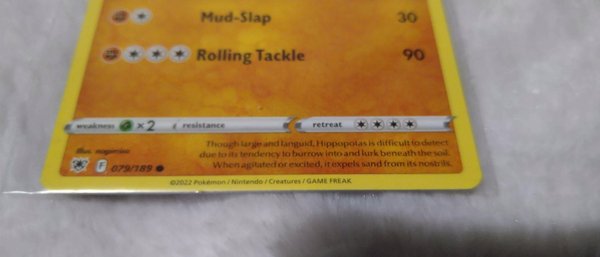 Mud-Slap 30
Rolling Tackle 90
weakness ×2 resistance retreat
Though large and languid, Hippopotas is difficult to detect
Illus. nagimiso
due to its tendency to burrow into and lurk beneath the soil.
When agitated or excited, it expels sand from its nostrils.
F 079/189
©2022 Pokémon / Nintendo / Creatures / GAME FREAK